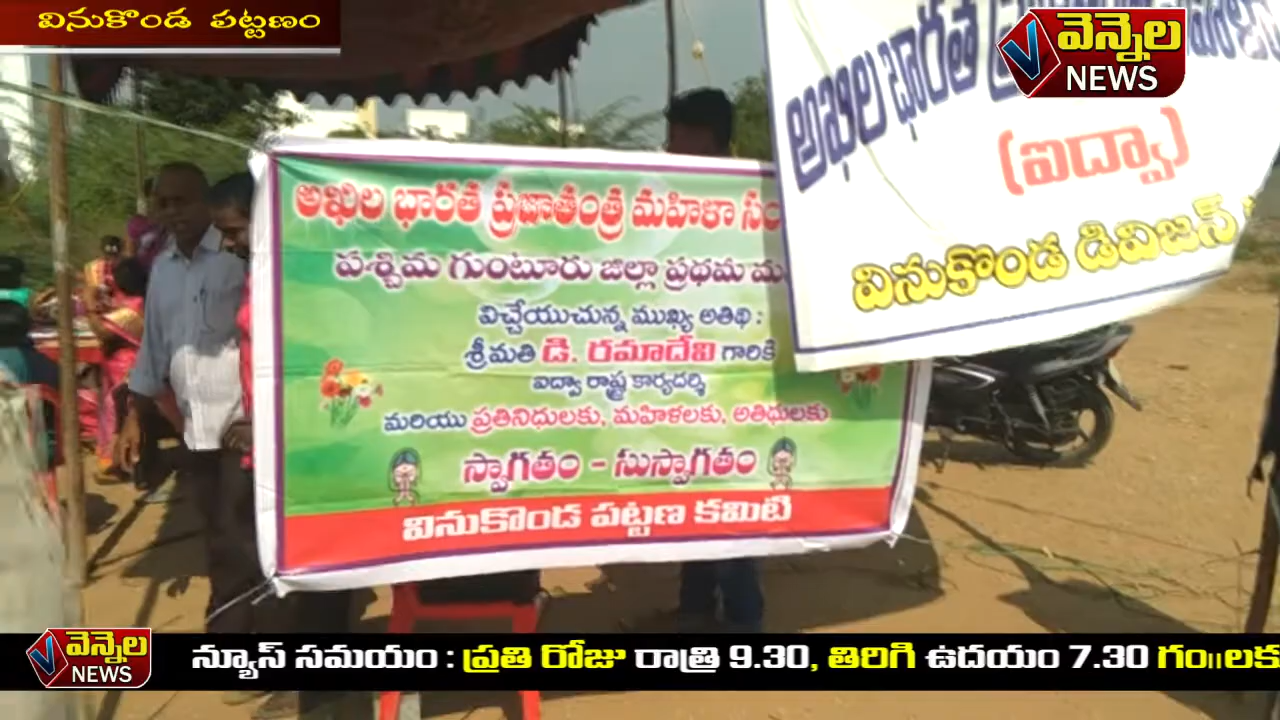 వినుకొండ పట్టణం
వెన్నెల
NEWS
అఖిల భారత
(ఐద్వా)
వినుకొండ డివిజన్
అఖిల భారత ప్రజాతంత్ర మహిళా
పశ్చిమ గుంటూరు జిల్లా ప్రథమ
విచ్చేయుచున్న ముఖ్య అతిథి :
శ్రీమతి డి. రమాదేవి గారికి
ఐద్వా రాష్ట్ర కార్యదర్శి
మరియు ప్రతినిధులకు, మహిళలకు, అతిథులకు
స్వాగతం - సుస్వాగతం
వినుకొండ పట్టణ కమిటి
వెన్నెల
NEWS
న్యూస్ సమయం : ప్రతి రోజు రాత్రి 9.30, తిరిగి ఉదయం 7.30 గం॥లకు